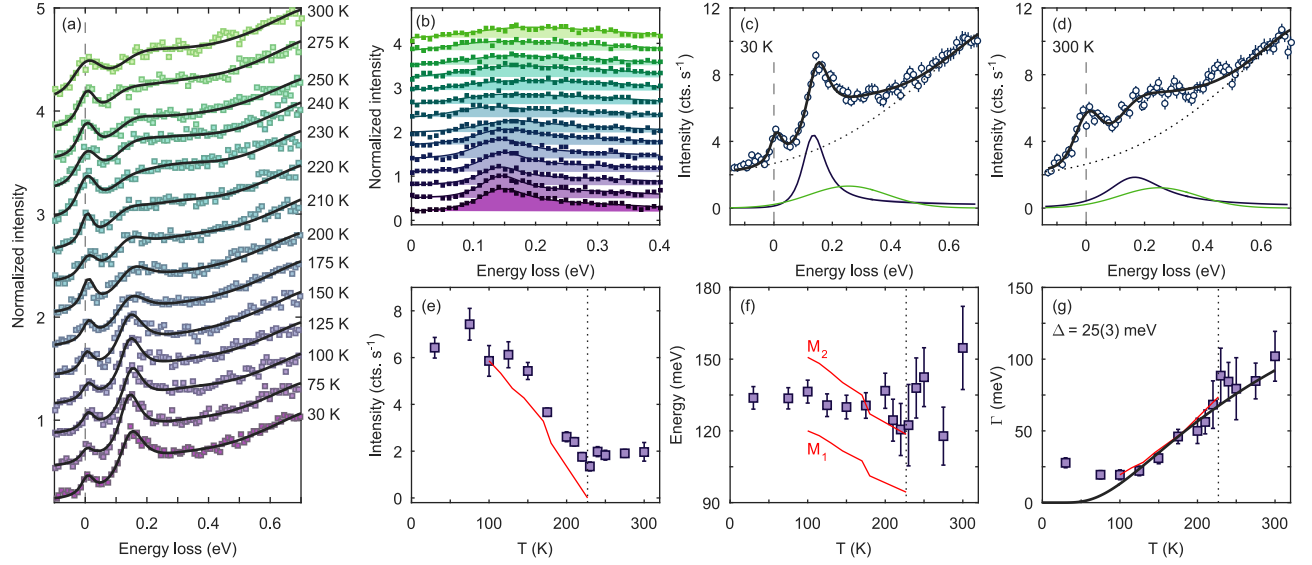 (a)
5
4
3
2
1
Normalized intensity
300 K
275 K
250 K
240 K
230 K
220 K
210 K
200 K
175 K
150 K
125 K
100 K
75 K
30 K
0 0.2 0.4 0.6
Energy loss (eV)
(b)
4
3
2
1
0
Normalized intensity
0 0.1 0.2 0.3 0.4
Energy loss (eV)
(c)
30 K
12
8
4
0
Intensity (cts. s⁻¹)
0 0.2 0.4 0.6
Energy loss (eV)
(d)
300 K
12
8
4
0
Intensity (cts. s⁻¹)
0 0.2 0.4 0.6
Energy loss (eV)
(e)
8
6
4
2
0
Intensity (cts. s⁻¹)
0 100 200 300
T (K)
(f)
M₂
M₁
180
150
120
90
Energy (meV)
0 100 200 300
T (K)
(g)
Δ = 25(3) meV
150
100
50
0
Γ (meV)
0 100 200 300
T (K)